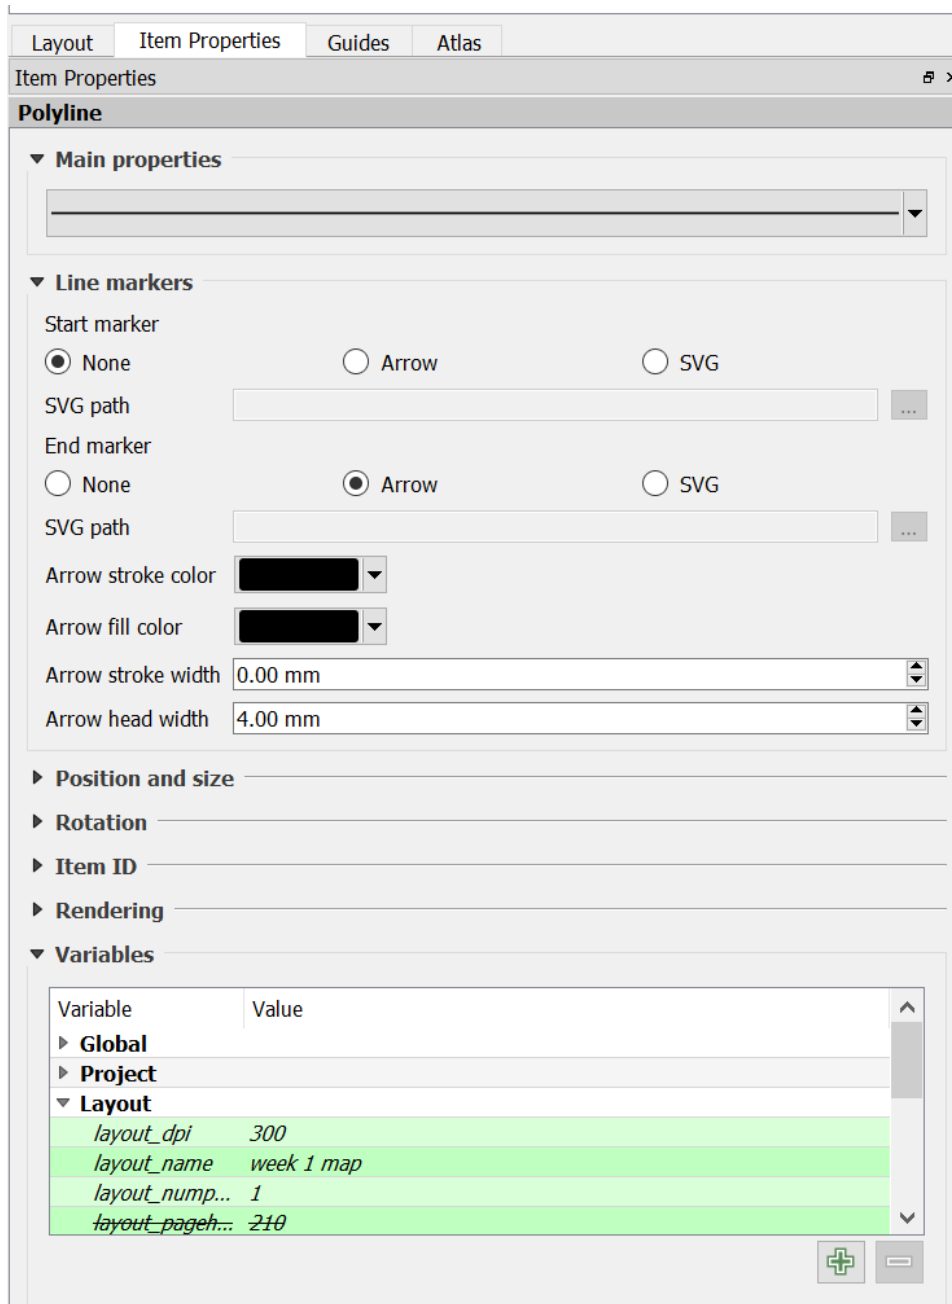 Layout Item Properties Guides Atlas
Item Properties
Polyline
Main properties
Line markers
Start marker
None Arrow SVG
SVG path ...
End marker
None Arrow SVG
SVG path ...
Arrow stroke color
Arrow fill color
Arrow stroke width 0.00 mm
Arrow head width 4.00 mm
Position and size
Rotation
Item ID
Rendering
Variables
Variable Value
Global
Project
Layout
layout_dpi 300
layout_name week 1 map
layout_nump... 1
layout_pageh... 210